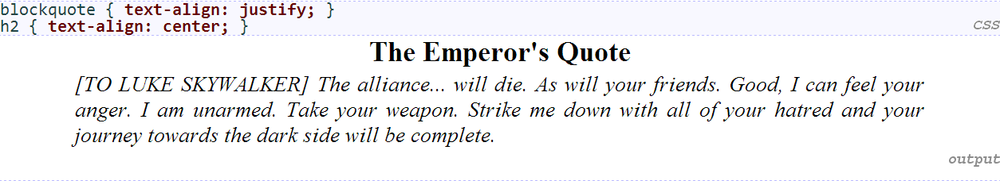 blockquote { text-align: justify; }
h2 { text-align: center; }
CSS
The Emperor's Quote
[TO LUKE SKYWALKER] The alliance... will die. As will your friends. Good, I can feel your
anger. I am unarmed. Take your weapon. Strike me down with all of your hatred and your
journey towards the dark side will be complete.
output